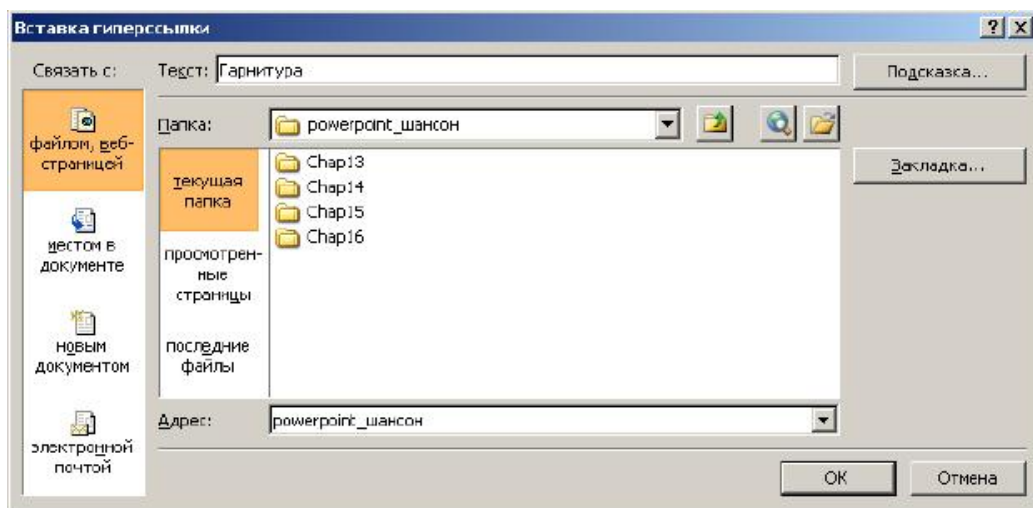 Вставка гиперссылки
Связать с:
Текст: Гарнитура
Подсказка...
файлом, веб-
страницей
Папка: powerpoint_шансон
текущая
папка
Chap13
Chap14
Chap15
Chap16
Закладка...
местом в
документе
просмотрен-
ные
страницы
новым
документом
последние
файлы
Адрес: powerpoint_шансон
электронной
почтой
OK
Отмена